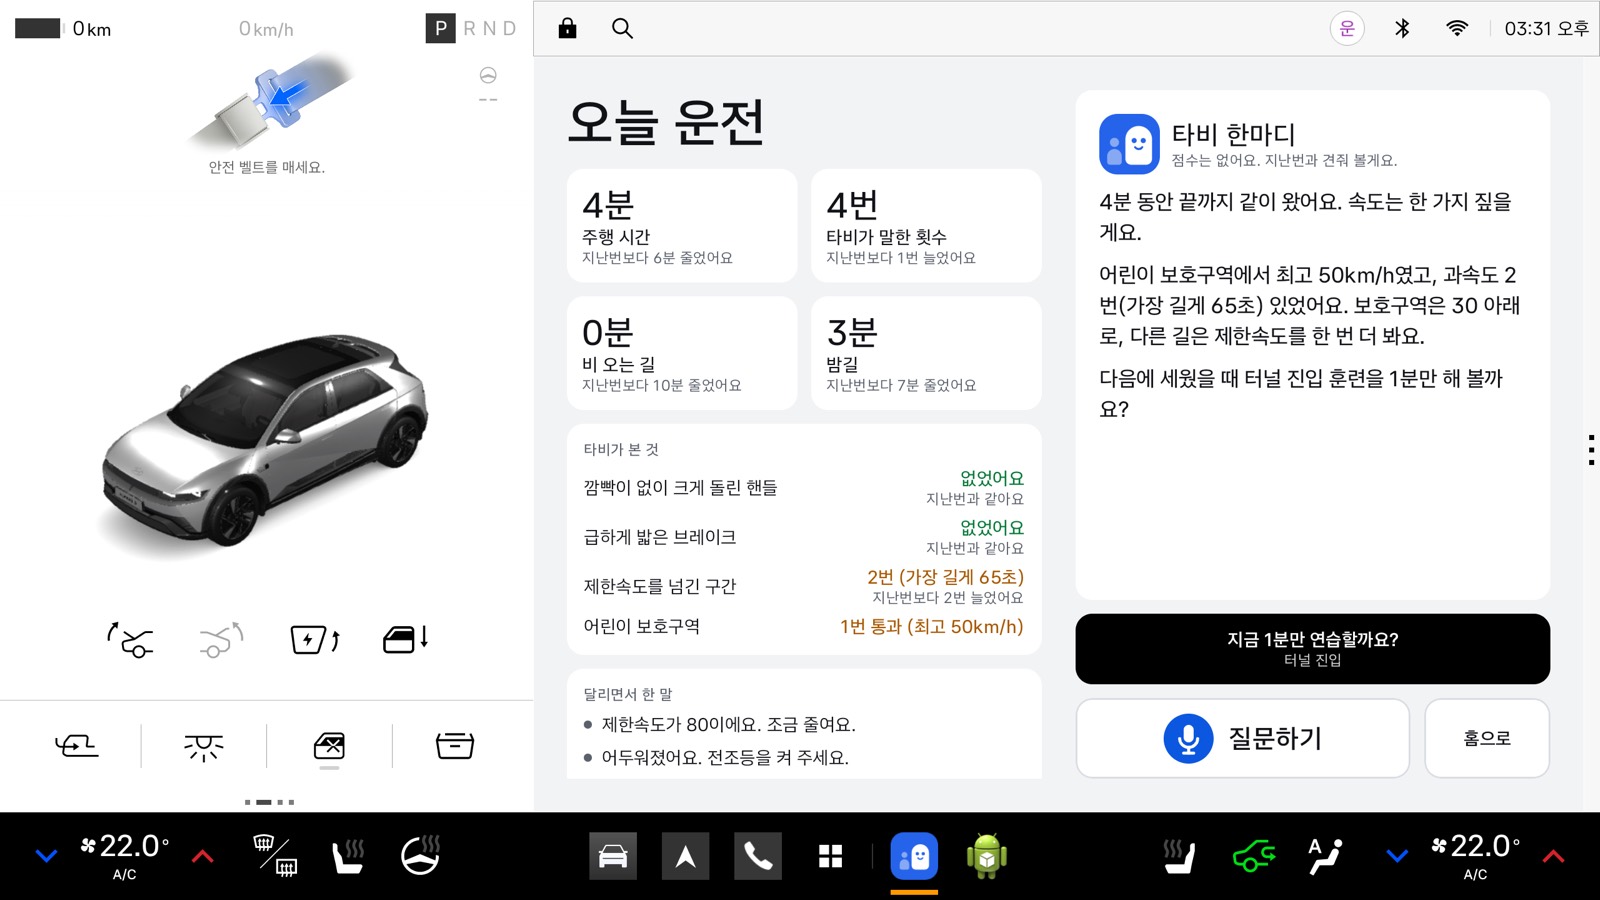 0km
0km/h
P R N D
--
안전 벨트를 매세요.
운
03:31 오후
오늘 운전
4분
주행 시간
지난번보다 6분 줄었어요
4번
타비가 말한 횟수
지난번보다 1번 늘었어요
0분
비 오는 길
지난번보다 10분 줄었어요
3분
밤길
지난번보다 7분 줄었어요
타비가 본 것
깜빡이 없이 크게 돌린 핸들
없었어요
지난번과 같아요
급하게 밟은 브레이크
없었어요
지난번과 같아요
제한속도를 넘긴 구간
2번 (가장 길게 65초)
지난번보다 2번 늘었어요
어린이 보호구역
1번 통과 (최고 50km/h)
달리면서 한 말
제한속도가 80이에요. 조금 줄여요.
어두워졌어요. 전조등을 켜 주세요.
타비 한마디
점수는 없어요. 지난번과 견줘 볼게요.
4분 동안 끝까지 같이 왔어요. 속도는 한 가지 짚을
게요.
어린이 보호구역에서 최고 50km/h였고, 과속도 2
번(가장 길게 65초) 있었어요. 보호구역은 30 아래
로, 다른 길은 제한속도를 한 번 더 봐요.
다음에 세웠을 때 터널 진입 훈련을 1분만 해 볼까
요?
지금 1분만 연습할까요?
터널 진입
질문하기
홈으로
22.0°
A/C
A
22.0°
A/C